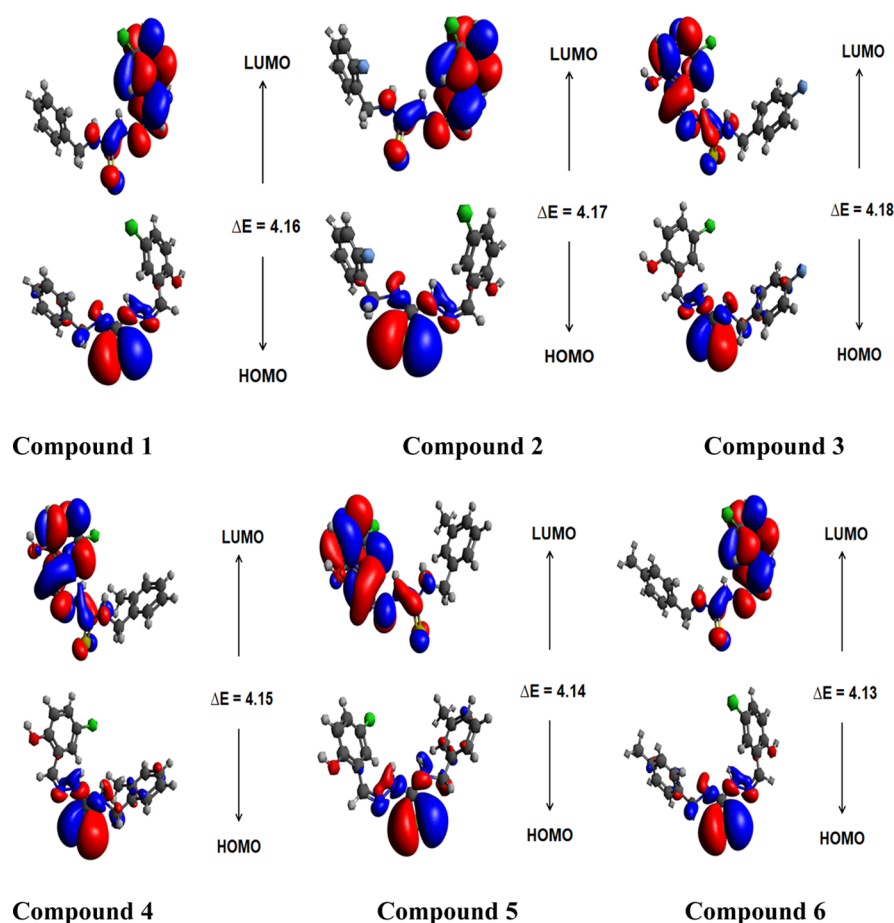 LUMO
ΔE = 4.16
HOMO
Compound 1
LUMO
ΔE = 4.17
HOMO
Compound 2
LUMO
ΔE = 4.18
HOMO
Compound 3
LUMO
ΔE = 4.15
HOMO
Compound 4
LUMO
ΔE = 4.14
HOMO
Compound 5
LUMO
ΔE = 4.13
HOMO
Compound 6